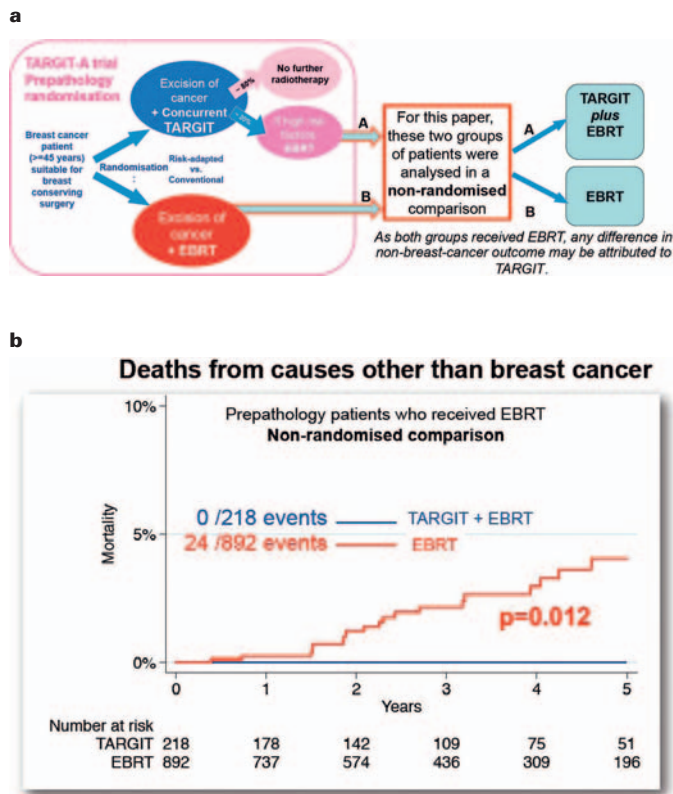 a
TARGIT-A trial
Prepathology
randomisation
Breast cancer
patient
(>=45 years)
suitable for
breast
conserving
surgery
Randomisation
:
Excision of
cancer
+ Concurrent
TARGIT
Risk-adapted
vs.
Conventional
Excision of
cancer
+ EBRT
~ 80%
No further
radiotherapy
factors
A
B
For this paper,
these two groups
of patients were
analysed in a
non-randomised
comparison
A
B
TARGIT
plus
EBRT
EBRT
As both groups received EBRT, any difference in
non-breast-cancer outcome may be attributed to
TARGIT.
b
Deaths from causes other than breast cancer
Prepathology patients who received EBRT
Non-randomised comparison
0 /218 events TARGIT + EBRT
24 /892 events EBRT
p=0.012
10%
5%
0%
Mortality
0 1 2 3 4 5
Years
Number at risk
TARGIT 218 178 142 109 75 51
EBRT 892 737 574 436 309 196